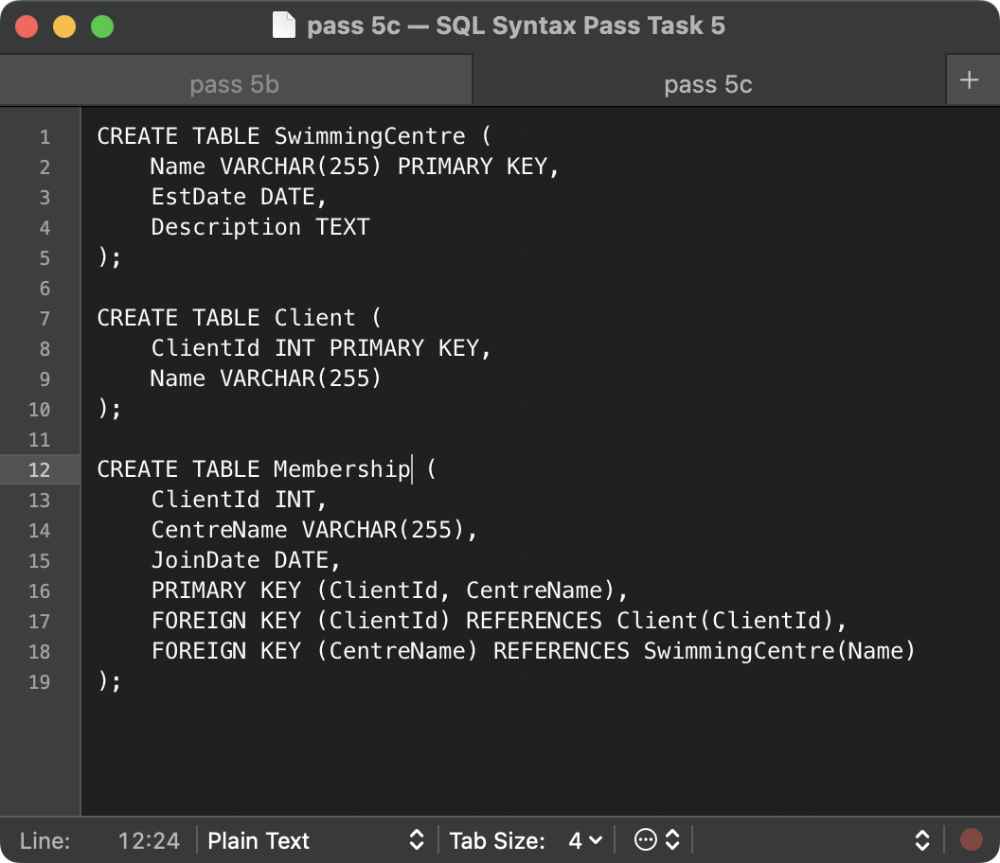 pass 5c — SQL Syntax Pass Task 5
pass 5b
pass 5c
+
1 CREATE TABLE SwimmingCentre (
2     Name VARCHAR(255) PRIMARY KEY,
3     EstDate DATE,
4     Description TEXT
5 );
6
7 CREATE TABLE Client (
8     ClientId INT PRIMARY KEY,
9     Name VARCHAR(255)
10 );
11
12 CREATE TABLE Membership (
13     ClientId INT,
14     CentreName VARCHAR(255),
15     JoinDate DATE,
16     PRIMARY KEY (ClientId, CentreName),
17     FOREIGN KEY (ClientId) REFERENCES Client(ClientId),
18     FOREIGN KEY (CentreName) REFERENCES SwimmingCentre(Name)
19 );
Line: 12:24 Plain Text Tab Size: 4